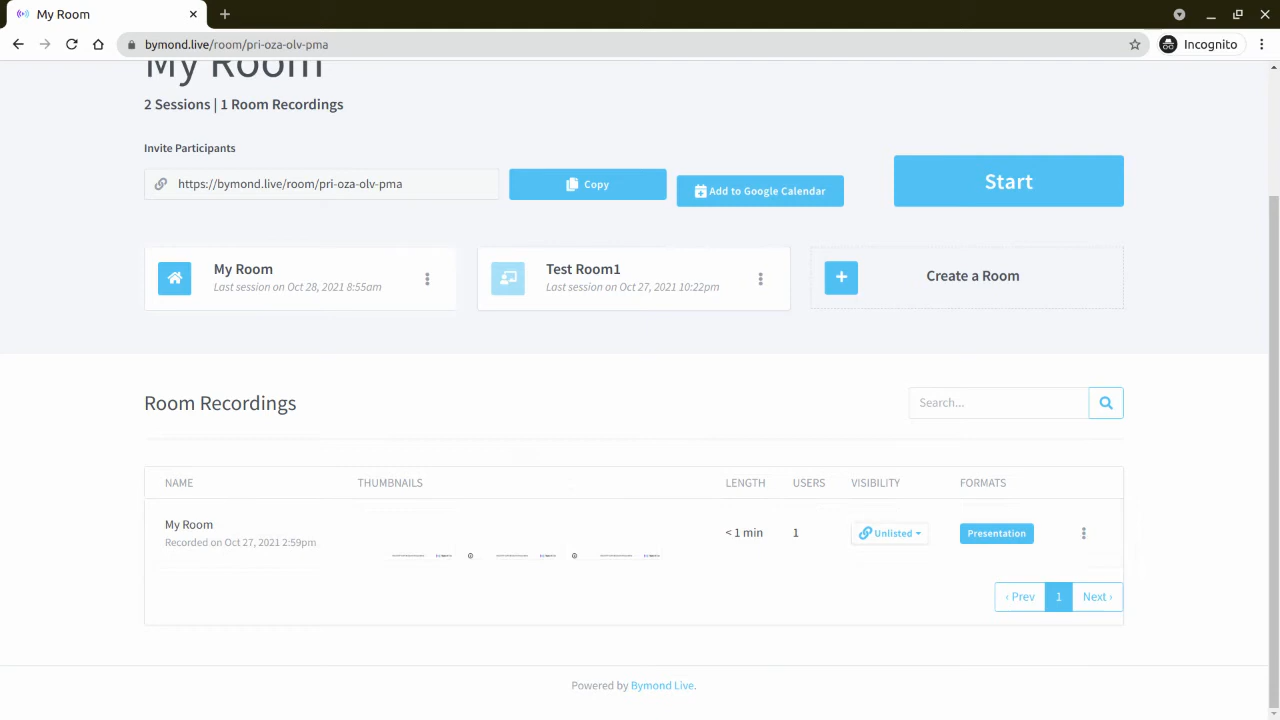 My Room
bymond.live/room/pri-oza-olv-pma
Incognito
My Room
2 Sessions | 1 Room Recordings
Invite Participants
https://bymond.live/room/pri-oza-olv-pma
Copy
Add to Google Calendar
Start
My Room
Last session on Oct 28, 2021 8:55am
Test Room1
Last session on Oct 27, 2021 10:22pm
Create a Room
Room Recordings
Search...
NAME THUMBNAILS LENGTH USERS VISIBILITY FORMATS
My Room
Recorded on Oct 27, 2021 2:59pm
< 1 min
1
Unlisted
Presentation
‹ Prev 1 Next ›
Powered by Bymond Live.